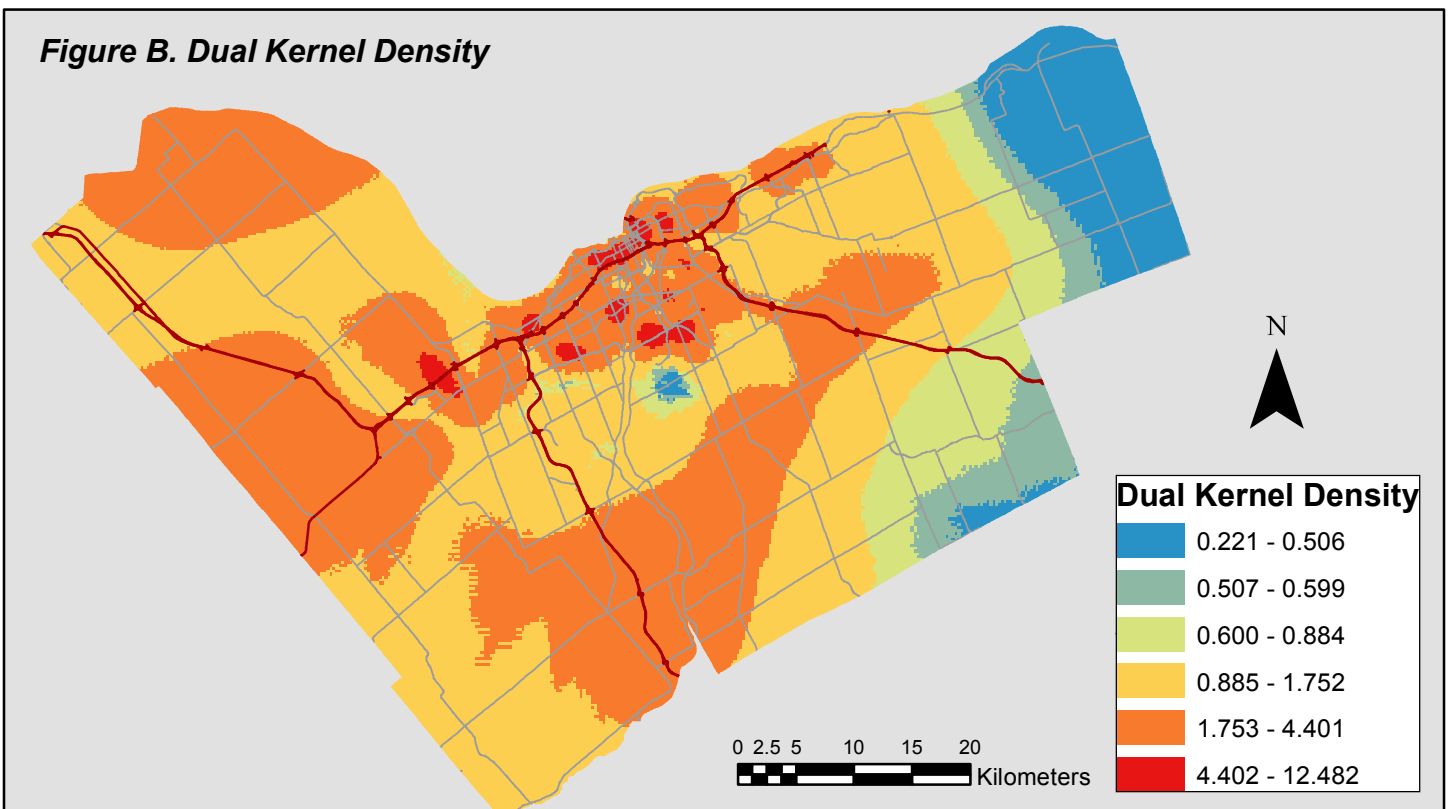 Figure B. Dual Kernel Density
N
Dual Kernel Density
0.221 - 0.506
0.507 - 0.599
0.600 - 0.884
0.885 - 1.752
1.753 - 4.401
4.402 - 12.482
0 2.5 5 10 15 20
Kilometers